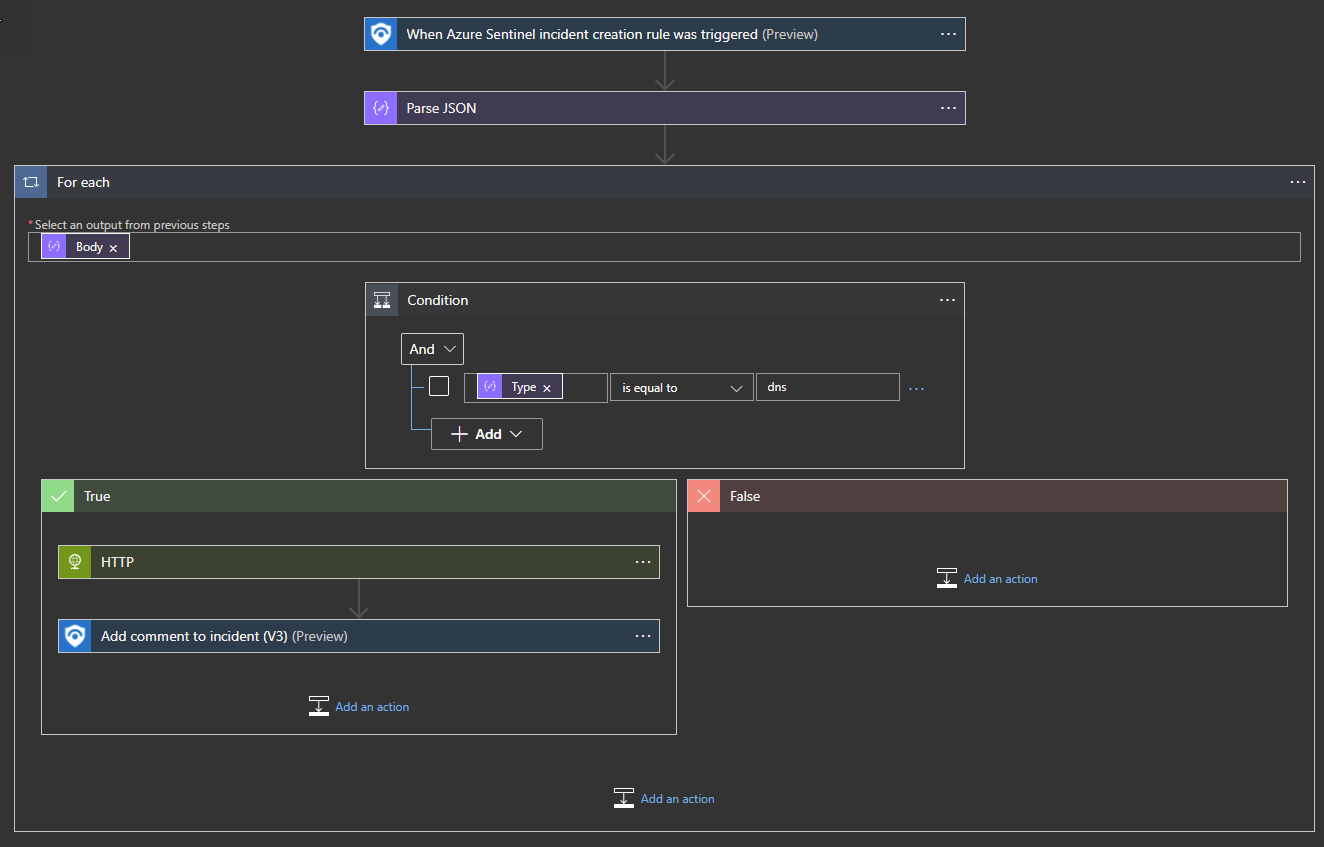 When Azure Sentinel incident creation rule was triggered (Preview)
Parse JSON
For each
*Select an output from previous steps
Body
Condition
And
Type
is equal to
dns
Add
True
False
HTTP
Add an action
Add comment to incident (V3) (Preview)
Add an action
Add an action